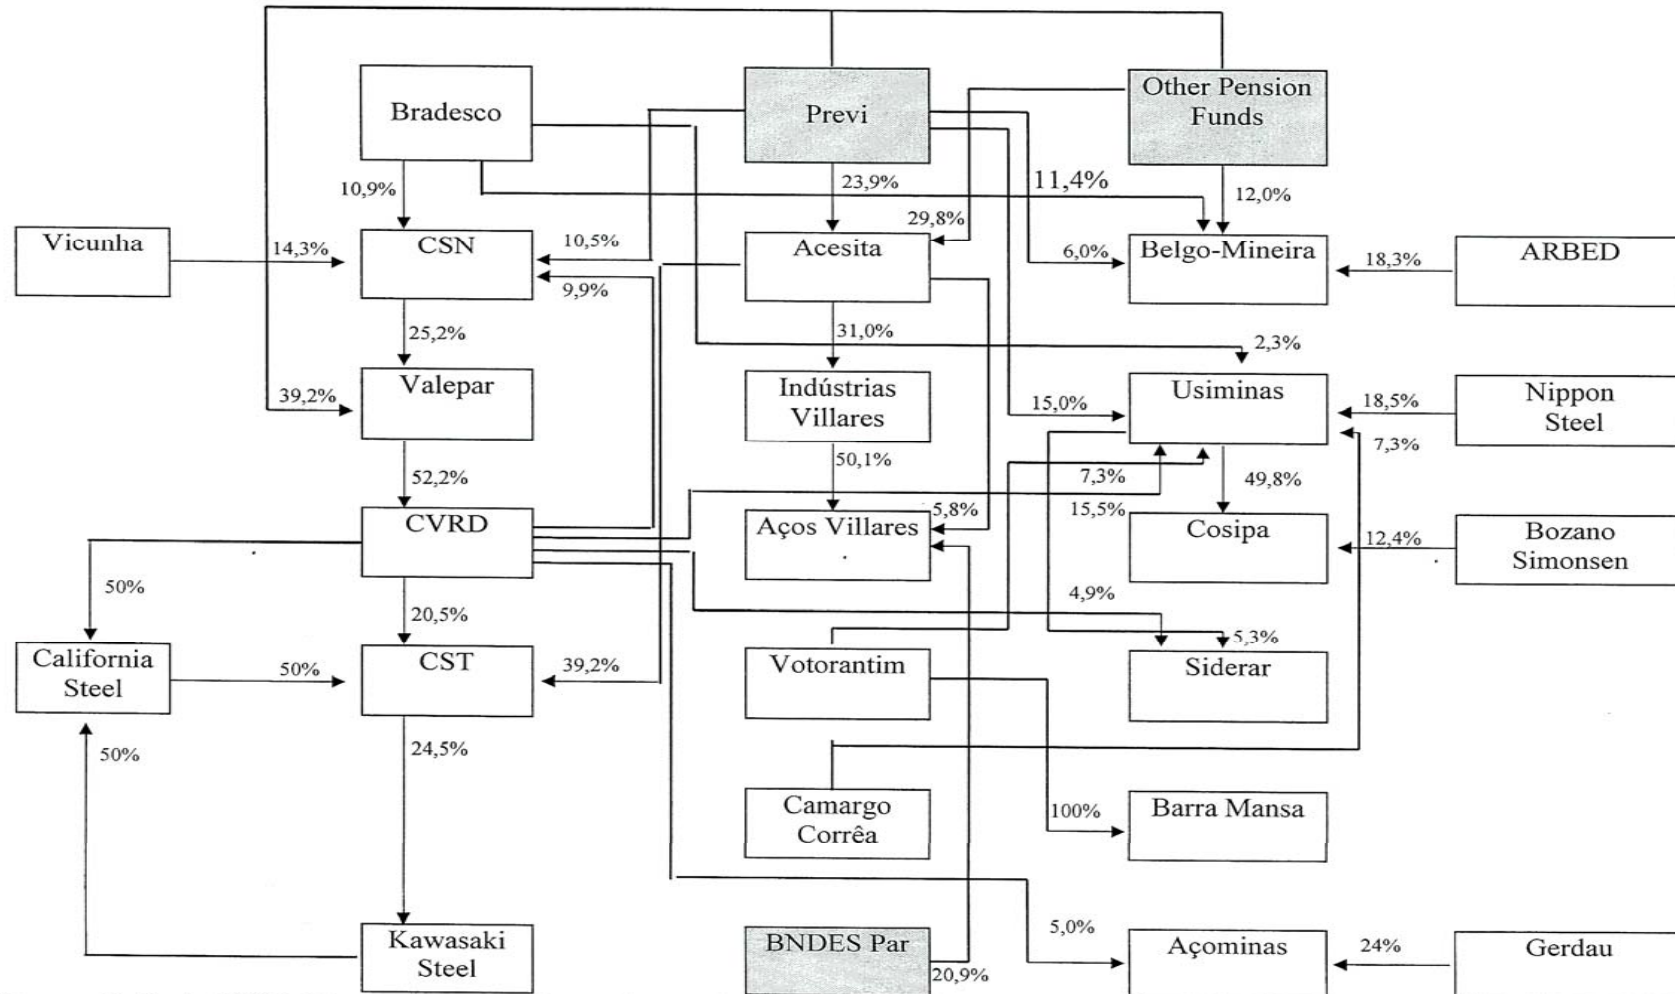 Other Pension
Funds
Bradesco
Previ
10,9%
23,9%
11,4%
12,0%
29,8%
Vicunha
14,3%
CSN
10,5%
9,9%
Acesita
6,0%
Belgo-Mineira
18,3%
ARBED
25,2%
31,0%
2,3%
39,2%
Valepar
Indústrias
Villares
15,0%
Usiminas
18,5%
Nippon
Steel
7,3%
52,2%
50,1%
7,3%
49,8%
15,5%
CVRD
Aços Villares
5,8%
Cosipa
12,4%
Bozano
Simonsen
50%
20,5%
4,9%
5,3%
California
Steel
50%
CST
39,2%
Votorantim
Siderar
50%
24,5%
Camargo
Corrêa
100%
Barra Mansa
Kawasaki
Steel
BNDES Par
20,9%
5,0%
Açominas
24%
Gerdau